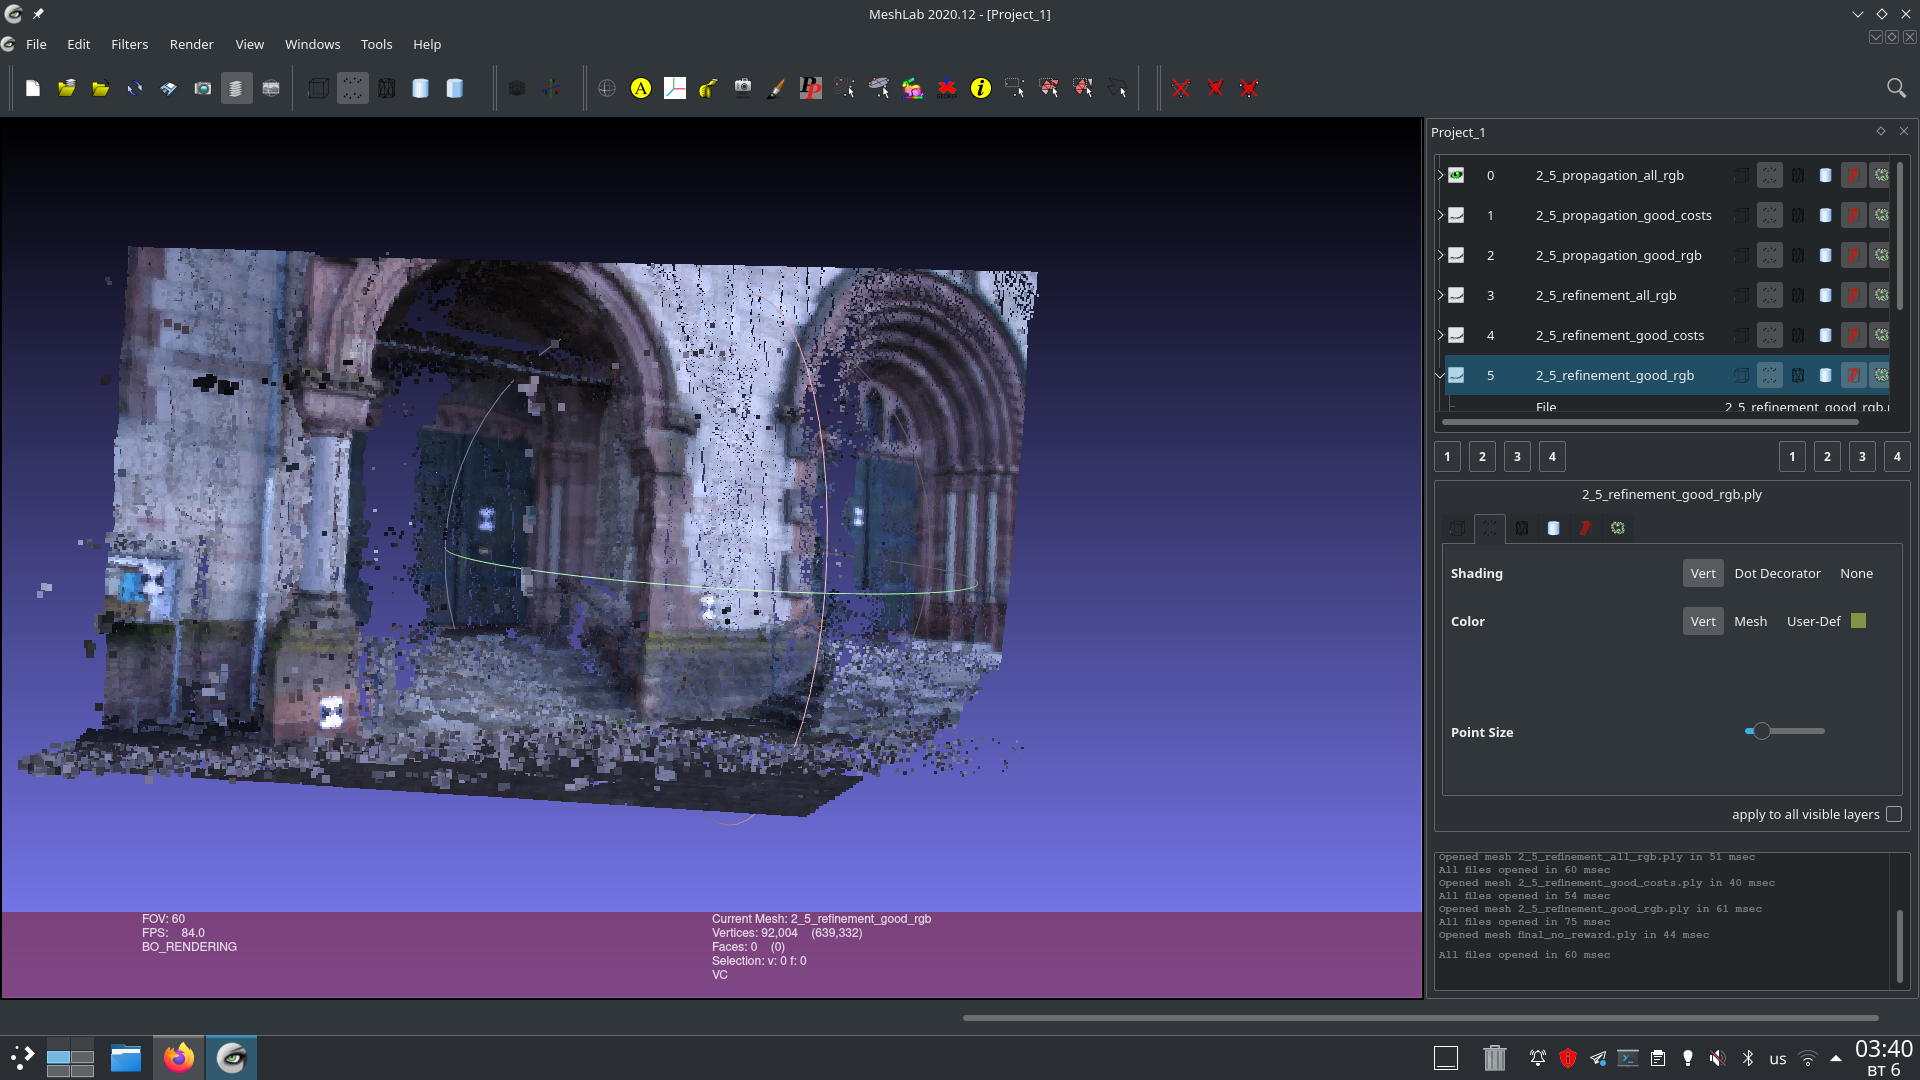 MeshLab 2020.12 - [Project_1]
File Edit Filters Render View Windows Tools Help
Project_1
0 2_5_propagation_all_rgb
1 2_5_propagation_good_costs
2 2_5_propagation_good_rgb
3 2_5_refinement_all_rgb
4 2_5_refinement_good_costs
5 2_5_refinement_good_rgb
File 2_5_refinement_good_rgb.
1 2 3 4 1 2 3 4
2_5_refinement_good_rgb.ply
Shading Vert Dot Decorator None
Color Vert Mesh User-Def
Point Size
apply to all visible layers
Opened mesh 2_5_refinement_all_rgb.ply in 51 msec
All files opened in 60 msec
Opened mesh 2_5_refinement_good_costs.ply in 40 msec
All files opened in 54 msec
Opened mesh 2_5_refinement_good_rgb.ply in 61 msec
All files opened in 75 msec
Opened mesh final_no_reward.ply in 44 msec
All files opened in 60 msec
FOV: 60
FPS: 84.0
BO_RENDERING
Current Mesh: 2_5_refinement_good_rgb
Vertices: 92,004 (639,332)
Faces: 0 (0)
Selection: v: 0 f: 0
VC
us
03:40
вт 6